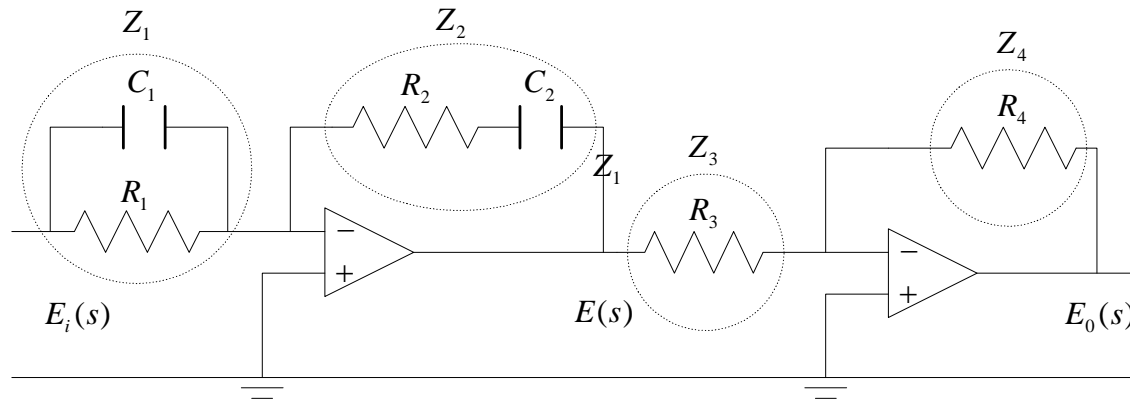 Z₁
Z₂
Z₄
C₁
R₂
C₂
R₄
Z₁
Z₃
R₁
R₃
−
+
−
+
Eᵢ(s)
E(s)
E₀(s)